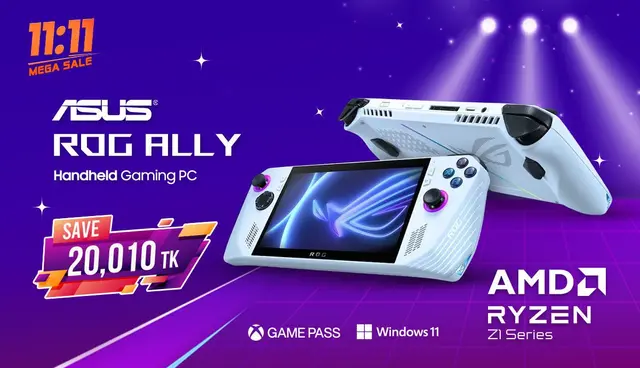 11:11
MEGA SALE
ASUS
ROG ALLY
Handheld Gaming PC
SAVE
20,010 TK
ROG
GAME PASS
Windows 11
AMD
RYZEN
Z1 Series